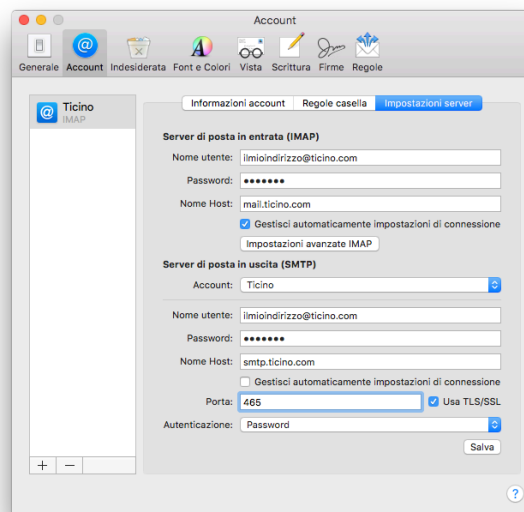 Account
Generale Account Indesiderata Font e Colori Vista Scrittura Firme Regole
Ticino
IMAP
Informazioni account Regole casella Impostazioni server
Server di posta in entrata (IMAP)
Nome utente: ilmioindirizzo@ticino.com
Password: •••••••
Nome Host: mail.ticino.com
Gestisci automaticamente impostazioni di connessione
Impostazioni avanzate IMAP
Server di posta in uscita (SMTP)
Account: Ticino
Nome utente: ilmioindirizzo@ticino.com
Password: •••••••
Nome Host: smtp.ticino.com
Gestisci automaticamente impostazioni di connessione
Porta: 465 Usa TLS/SSL
Autenticazione: Password
Salva
+ −
?